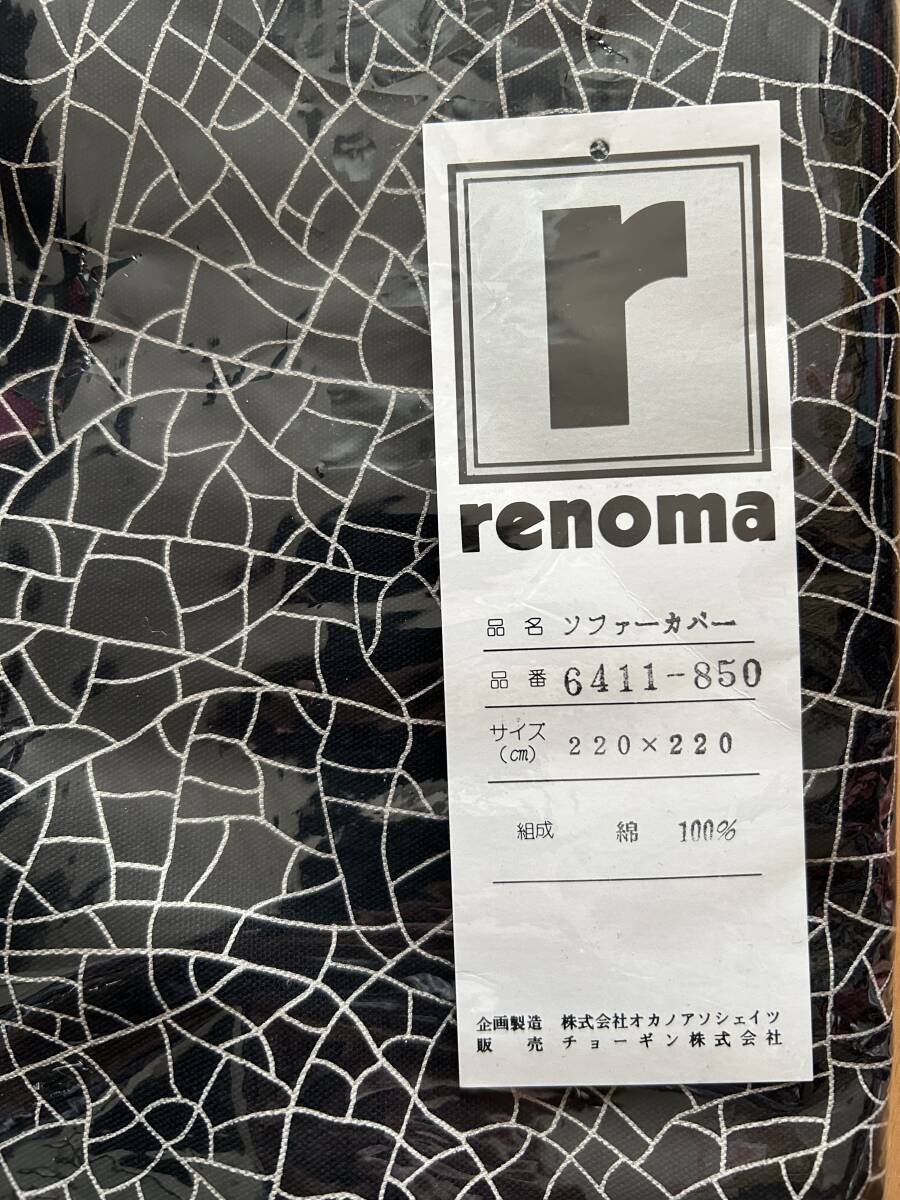 r
renoma
品名 ソファーカバー
品番 6411-850
サイズ
(cm) 220×220
組成 綿 100%
企画製造 株式会社オカノアソシェイツ
販売 チョーギン株式会社